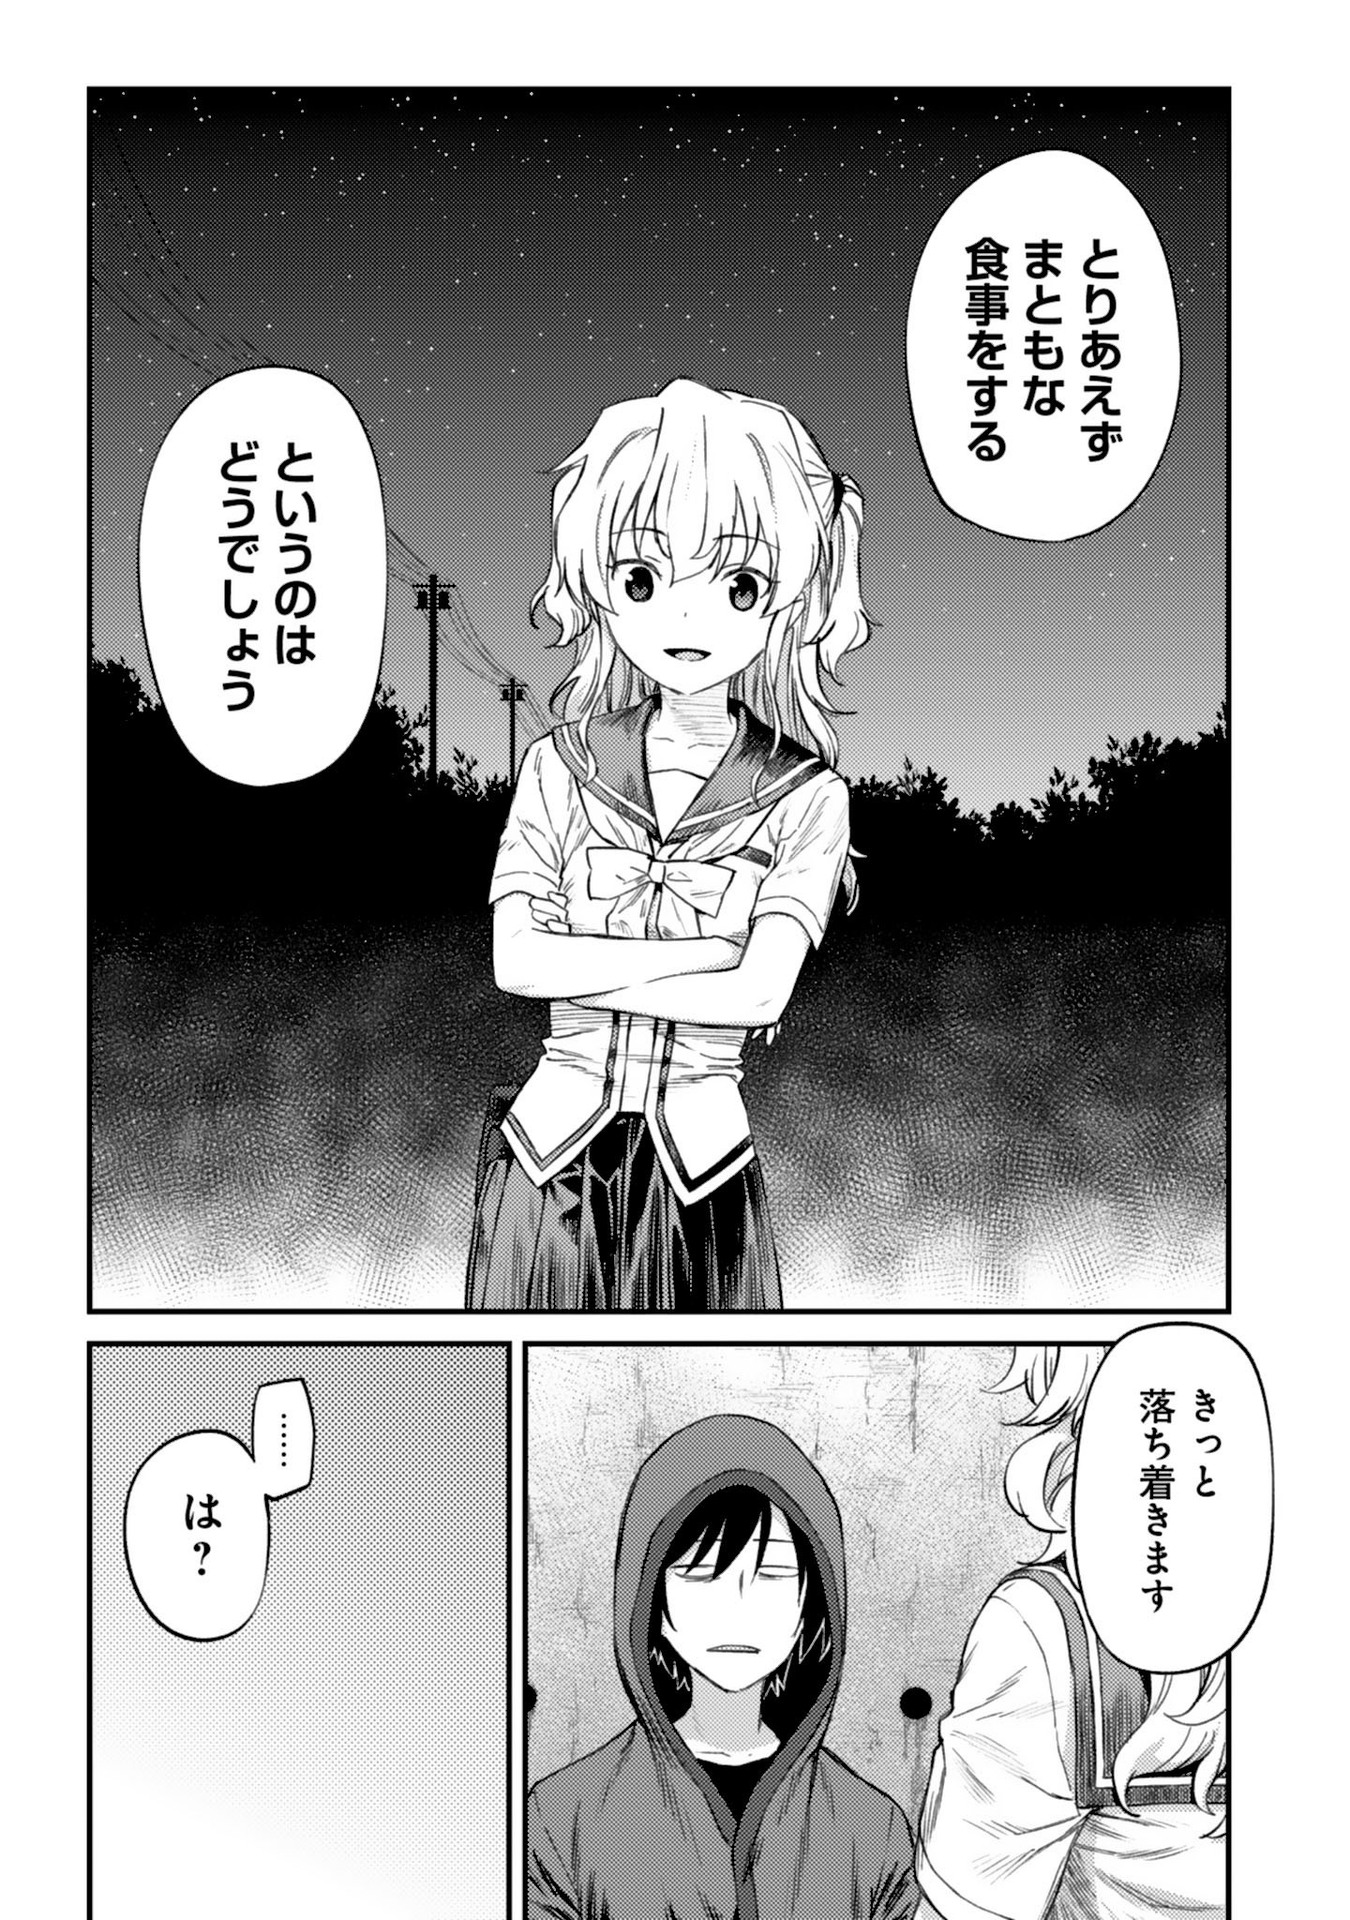 とりあえず
まともな
食事をする
というのは
どうでしょう
きっと
落ち着きます
……
は?